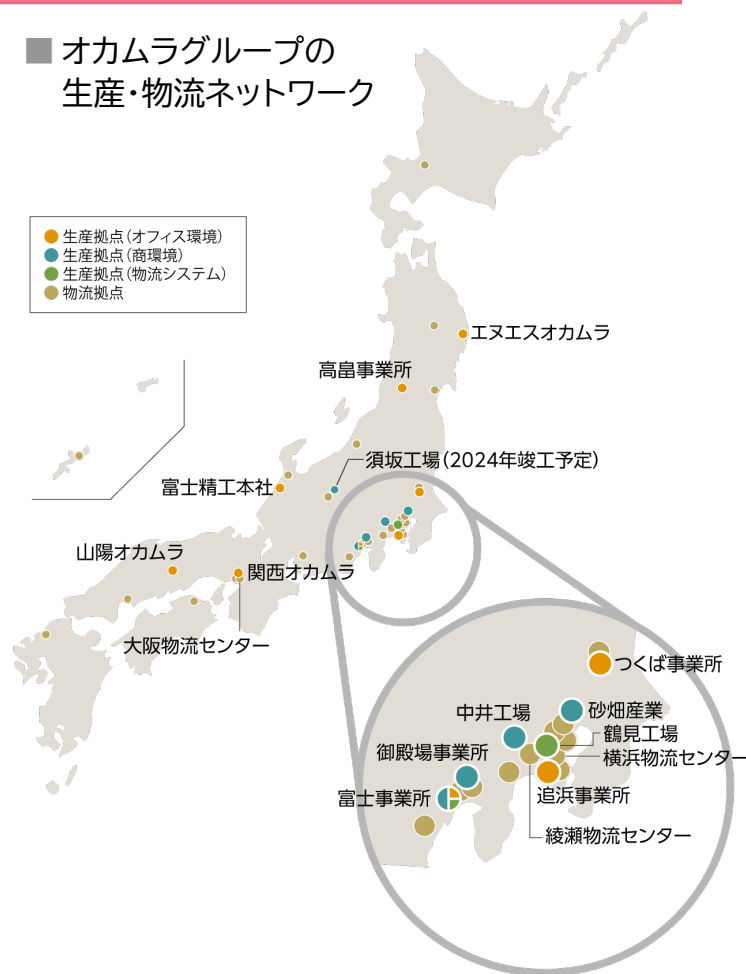 オカムラグループの
生産・物流ネットワーク
生産拠点（オフィス環境）
生産拠点（商環境）
生産拠点（物流システム）
物流拠点
エヌエスオカムラ
高畠事業所
須坂工場（2024年竣工予定）
富士精工本社
山陽オカムラ
関西オカムラ
大阪物流センター
つくば事業所
中井工場
砂畑産業
鶴見工場
御殿場事業所
横浜物流センター
富士事業所
追浜事業所
綾瀬物流センター